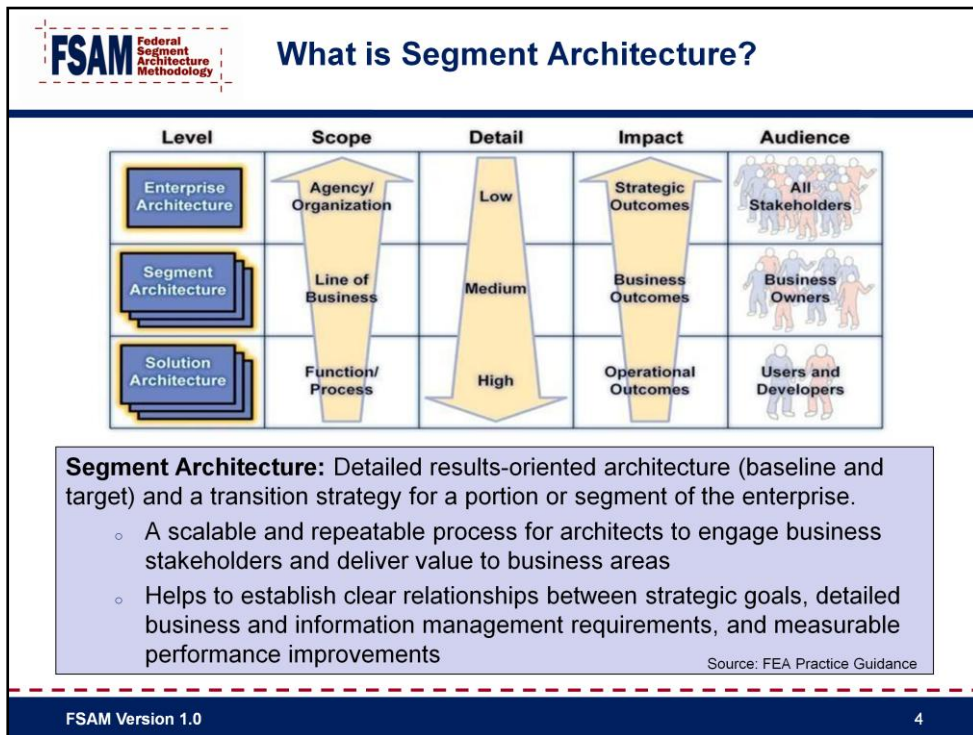 FSAM Federal
Segment
Architecture
Methodology
What is Segment Architecture?
Level Scope Detail Impact Audience
Enterprise
Architecture
Agency/
Organization
Low
Strategic
Outcomes
All
Stakeholders
Segment
Architecture
Line of
Business
Medium
Business
Outcomes
Business
Owners
Solution
Architecture
Function/
Process
High
Operational
Outcomes
Users and
Developers
Segment Architecture: Detailed results-oriented architecture (baseline and
target) and a transition strategy for a portion or segment of the enterprise.
○ A scalable and repeatable process for architects to engage business
stakeholders and deliver value to business areas
○ Helps to establish clear relationships between strategic goals, detailed
business and information management requirements, and measurable
performance improvements
Source: FEA Practice Guidance
FSAM Version 1.0 4